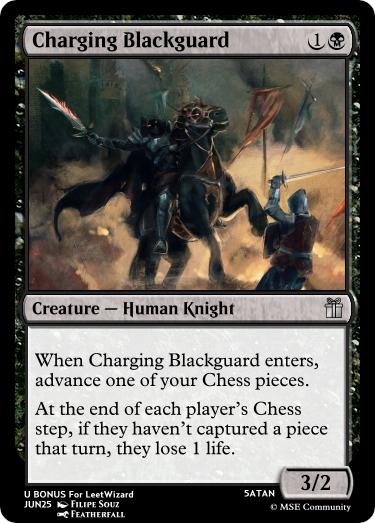 Charging Blackguard 1
Creature — Human Knight
When Charging Blackguard enters,
advance one of your Chess pieces.
At the end of each player's Chess
step, if they haven't captured a piece
that turn, they lose 1 life.
3/2
U BONUS For LeetWizard 5ATAN
JUN25 Filipe Souz © MSE Community
Featherfall